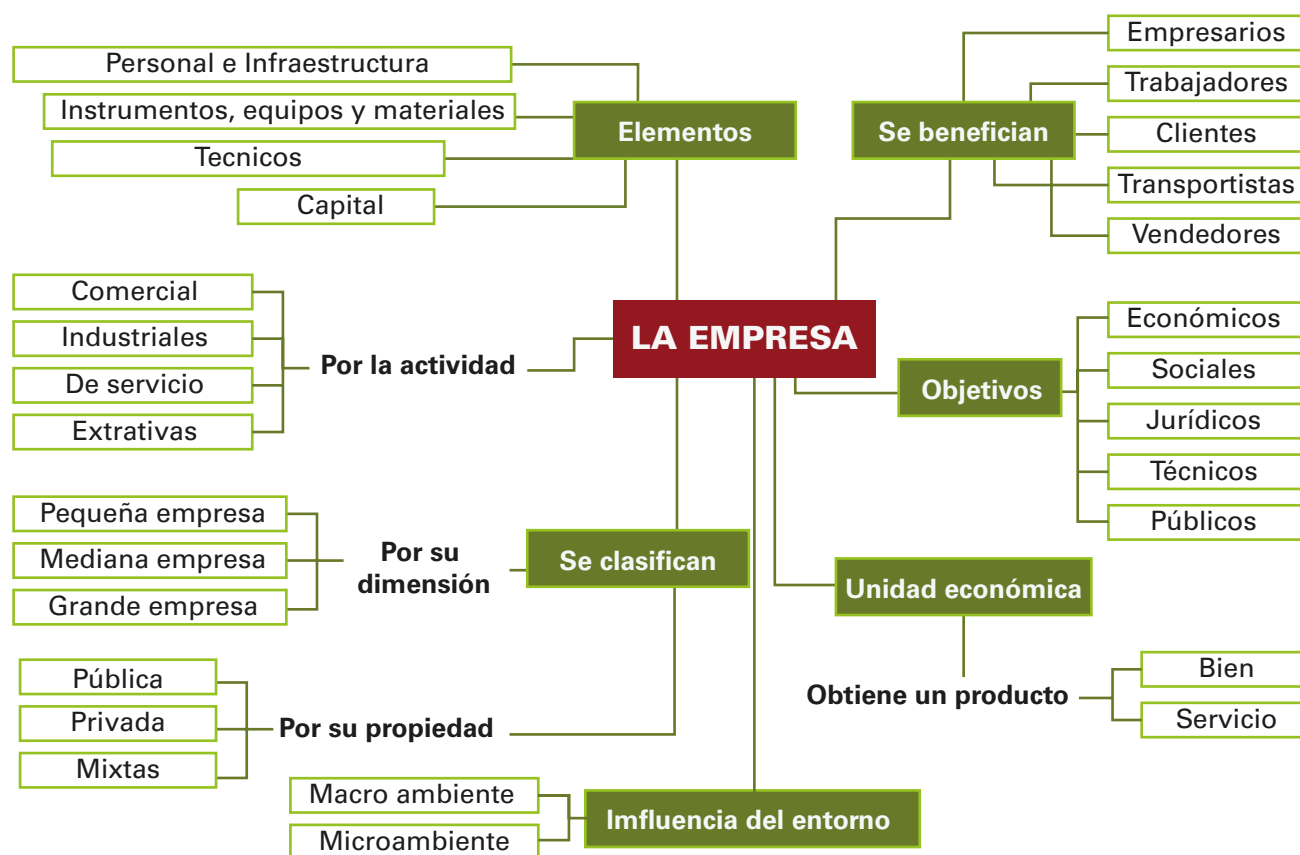 Personal e Infraestructura
Instrumentos, equipos y materiales
Tecnicos
Capital
Elementos
Empresarios
Trabajadores
Clientes
Transportistas
Vendedores
Se benefician
LA EMPRESA
Comercial
Industriales
De servicio
Extrativas
Por la actividad
Económicos
Sociales
Jurídicos
Técnicos
Públicos
Objetivos
Pequeña empresa
Mediana empresa
Grande empresa
Por su
dimensión
Se clasifican
Unidad económica
Obtiene un producto
Bien
Servicio
Pública
Privada
Mixtas
Por su propiedad
Macro ambiente
Microambiente
Imfluencia del entorno